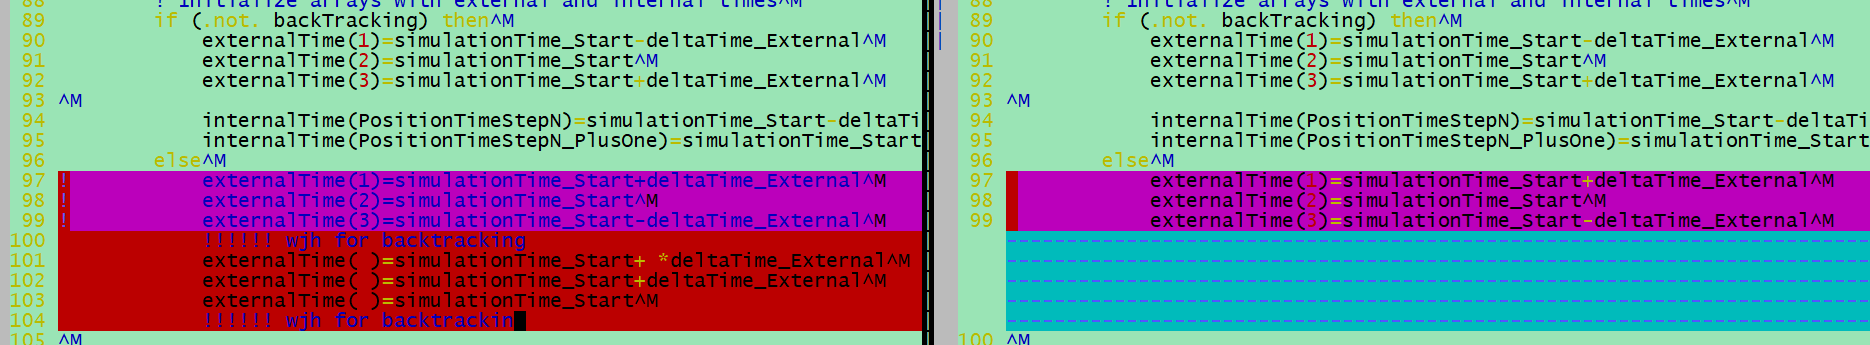 88 ! Initialize arrays with external and internal times^M
89 if (.not. backTracking) then^M
90 externalTime(1)=simulationTime_Start-deltaTime_External^M
91 externalTime(2)=simulationTime_Start^M
92 externalTime(3)=simulationTime_Start+deltaTime_External^M
93 ^M
94 internalTime(PositionTimeStepN)=simulationTime_Start-deltaTi
95 internalTime(PositionTimeStepN_PlusOne)=simulationTime_Start
96 else^M
97 ! externalTime(1)=simulationTime_Start+deltaTime_External^M
98 ! externalTime(2)=simulationTime_Start^M
99 ! externalTime(3)=simulationTime_Start-deltaTime_External^M
100 !!!!!! wjh for backtracking
101 externalTime( )=simulationTime_Start+ *deltaTime_External^M
102 externalTime( )=simulationTime_Start+deltaTime_External^M
103 externalTime( )=simulationTime_Start^M
104 !!!!!! wjh for backtrackin
105 ^M
88 ! Initialize arrays with external and internal times^M
89 if (.not. backTracking) then^M
90 externalTime(1)=simulationTime_Start-deltaTime_External^M
91 externalTime(2)=simulationTime_Start^M
92 externalTime(3)=simulationTime_Start+deltaTime_External^M
93 ^M
94 internalTime(PositionTimeStepN)=simulationTime_Start-deltaTi
95 internalTime(PositionTimeStepN_PlusOne)=simulationTime_Start
96 else^M
97 externalTime(1)=simulationTime_Start+deltaTime_External^M
98 externalTime(2)=simulationTime_Start^M
99 externalTime(3)=simulationTime_Start-deltaTime_External^M
100 ^M